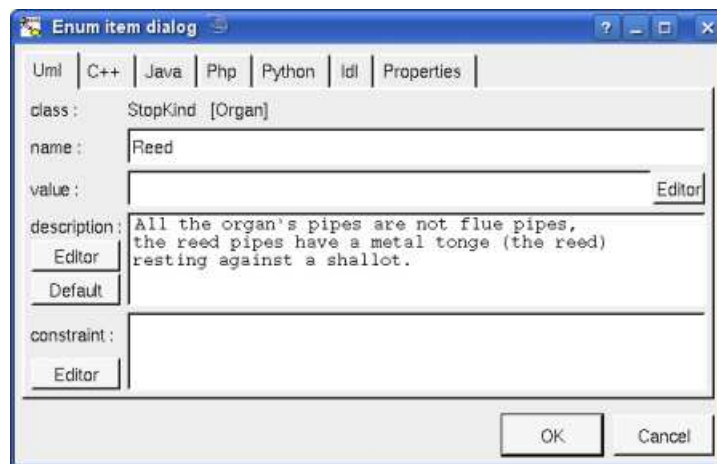 Enum item dialog
Uml C++ Java Php Python Idl Properties
class : StopKind [Organ]
name : Reed
value : Editor
description : All the organ's pipes are not flue pipes,
the reed pipes have a metal tonge (the reed)
Editor resting against a shallot.
Default
constraint :
Editor
OK Cancel